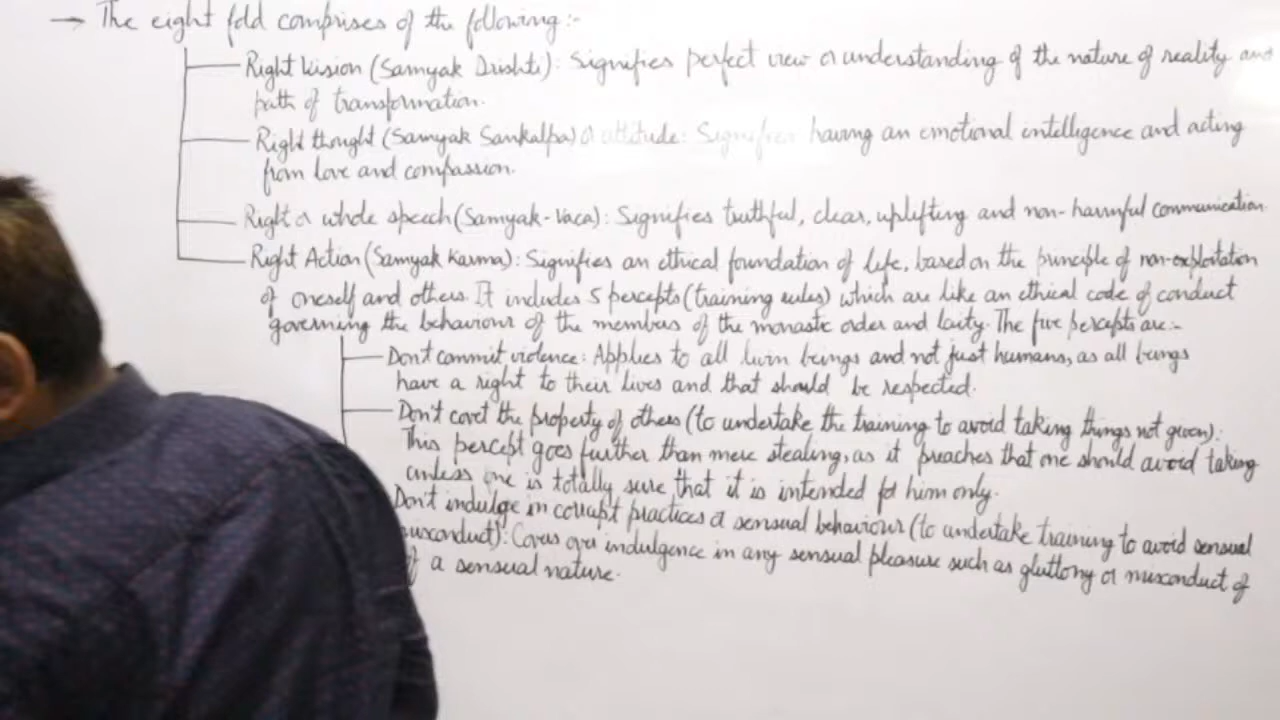 → The eight fold comprises of the following:-
Right Vision (Samyak Drishti): Signifies perfect view or understanding of the nature of reality and
path of transformation.
Right thought (Samyak Sankalpa) or attitude: Signifies having an emotional intelligence and acting
from love and compassion.
Right or whole speech (Samyak-Vaca): Signifies truthful, clear, uplifting and non-harmful communication.
Right Action (Samyak Karma): Signifies an ethical foundation of life, based on the principle of non-exploitation
of oneself and others. It includes 5 percepts (training rules) which are like an ethical code of conduct
governing the behaviour of the members of the monastic order and laity. The five percepts are:-
Don't commit violence: Applies to all livin beings and not just humans, as all beings
have a right to their lives and that should be respected.
Don't covet the property of others (to undertake the training to avoid taking things not given):
This percept goes further than mere stealing, as it preaches that one should avoid taking
unless one is totally sure that it is intended for him only.
Don't indulge in corrupt practices or sensual behaviour (to undertake training to avoid sensual
misconduct): Covers over indulgence in any sensual pleasure such as gluttony or misconduct of
of a sensual nature.